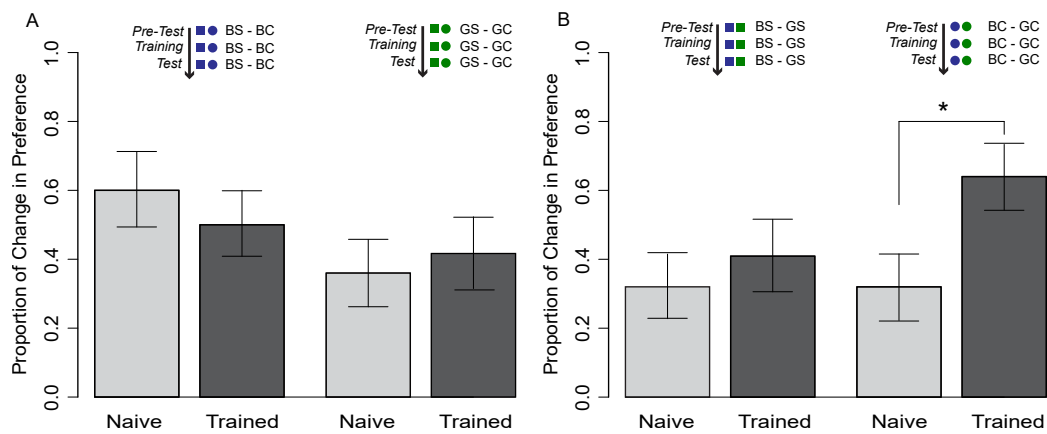 A
Pre-Test BS - BC
Training BS - BC
Test BS - BC
Pre-Test GS - GC
Training GS - GC
Test GS - GC
Proportion of Change in Preference
1.0
0.8
0.6
0.4
0.2
0.0
Naive Trained Naive Trained
B
Pre-Test BS - GS
Training BS - GS
Test BS - GS
Pre-Test BC - GC
Training BC - GC
Test BC - GC
*
Proportion of Change in Preference
1.0
0.8
0.6
0.4
0.2
0.0
Naive Trained Naive Trained